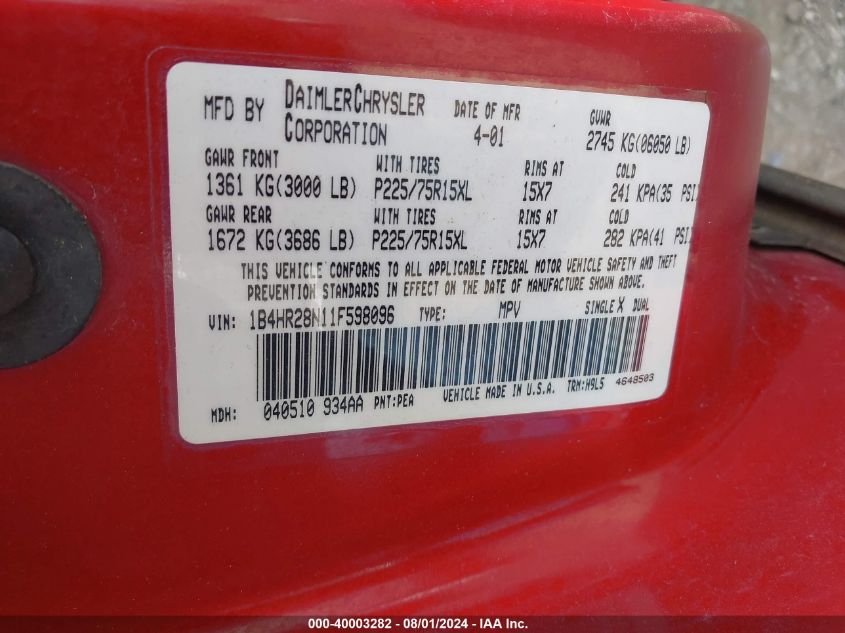 MFD BY DAIMLERCHRYSLER CORPORATION DATE OF MFR 4-01 GVWR 2745 KG(06050 LB)
GAWR FRONT WITH TIRES RIMS AT COLD
1361 KG(3000 LB) P225/75R15XL 15X7 241 KPA(35 PSI)
GAWR REAR WITH TIRES RIMS AT COLD
1672 KG(3686 LB) P225/75R15XL 15X7 282 KPA(41 PSI)
THIS VEHICLE CONFORMS TO ALL APPLICABLE FEDERAL MOTOR VEHICLE SAFETY AND THEFT
PREVENTION STANDARDS IN EFFECT ON THE DATE OF MANUFACTURE SHOWN ABOVE.
VIN: 1B4HR28N11F598096 TYPE: MPV SINGLE X DUAL
MDH: 040510 934AA PNT:PEA VEHICLE MADE IN U.S.A. TRM:H9L5 4648503
000-40003282 - 08/01/2024 - IAA Inc.